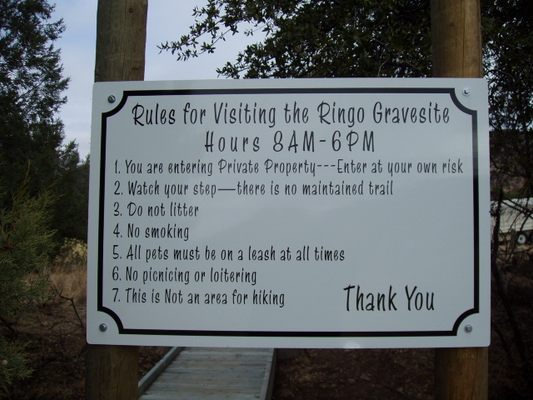 Rules for Visiting the Ringo Gravesite
Hours 8AM-6PM
1. You are entering Private Property---Enter at your own risk
2. Watch your step—there is no maintained trail
3. Do not litter
4. No smoking
5. All pets must be on a leash at all times
6. No picnicing or loitering
7. This is Not an area for hiking
Thank You